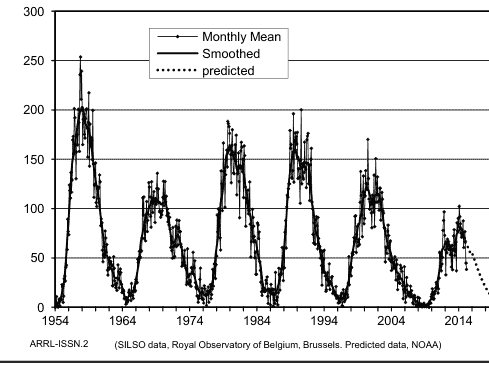 300
250
200
150
100
50
0
Monthly Mean
Smoothed
predicted
1954 1964 1974 1984 1994 2004 2014
ARRL-ISSN.2 (SILSO data, Royal Observatory of Belgium, Brussels. Predicted data, NOAA)